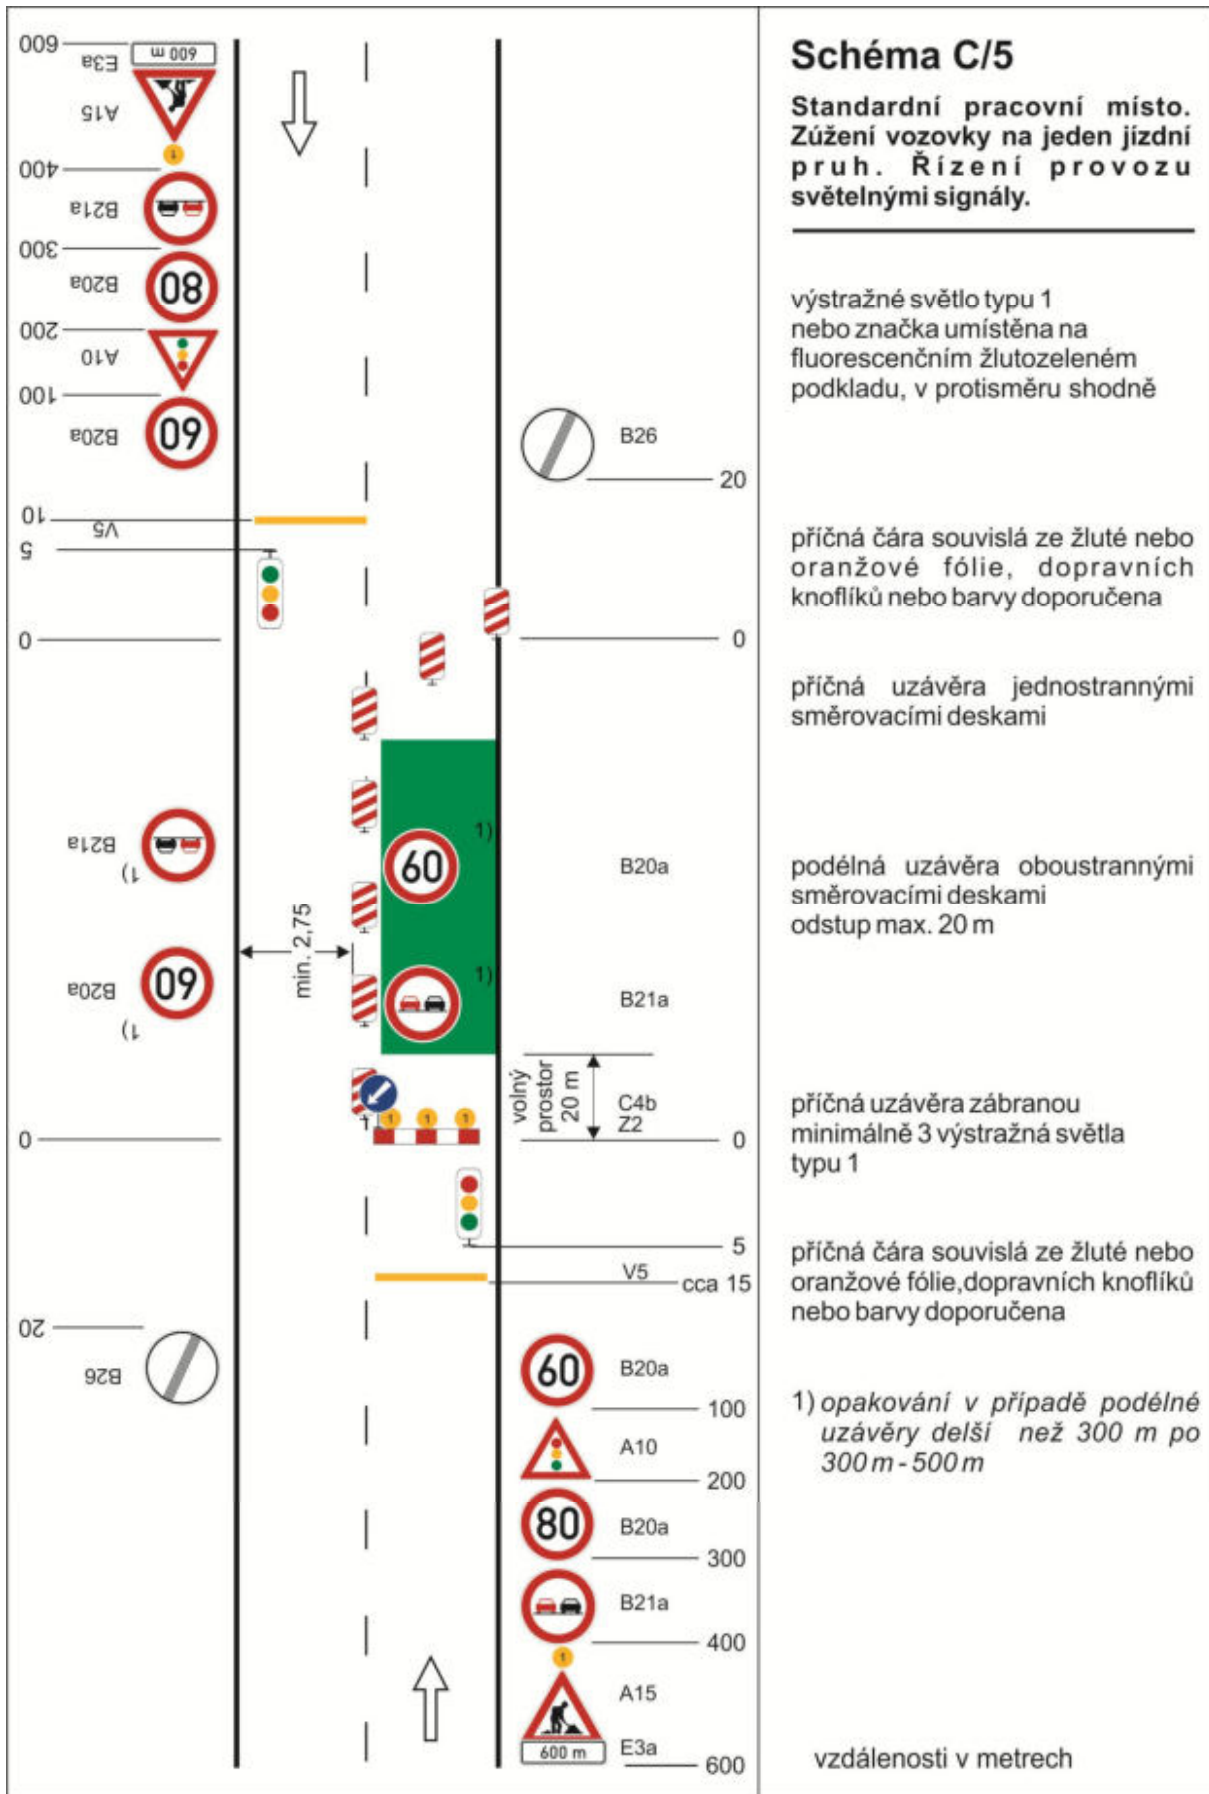 Schéma C/5
Standardní pracovní místo.
Zúžení vozovky na jeden jízdní
pruh. Řízení provozu
světelnými signály.
600
E3a
600 m
A15
1
400
B21a
300
B20a
80
200
A10
100
B20a
60
výstražné světlo typu 1
nebo značka umístěna na
fluorescenčním žlutozeleném
podkladu, v protisměru shodně
B26
20
10
V5
5
0
0
příčná čára souvislá ze žluté nebo
oranžové fólie, dopravních
knoflíků nebo barvy doporučena
příčná uzávěra jednostrannými
směrovacími deskami
B21a
1)
B20a
60
1)
min. 2,75
1)
60
B20a
1)
B21a
podélná uzávěra oboustrannými
směrovacími deskami
odstup max. 20 m
volný
prostor
20 m
C4b
Z2
1 1 1
0
0
příčná uzávěra zábranou
minimálně 3 výstražná světla
typu 1
5
V5
cca 15
příčná čára souvislá ze žluté nebo
oranžové fólie,dopravních knoflíků
nebo barvy doporučena
20
B26
60
B20a
100
A10
200
80
B20a
300
B21a
400
1
A15
600 m
E3a
600
1) opakování v případě podélné
uzávěry delší než 300 m po
300 m - 500 m
vzdálenosti v metrech